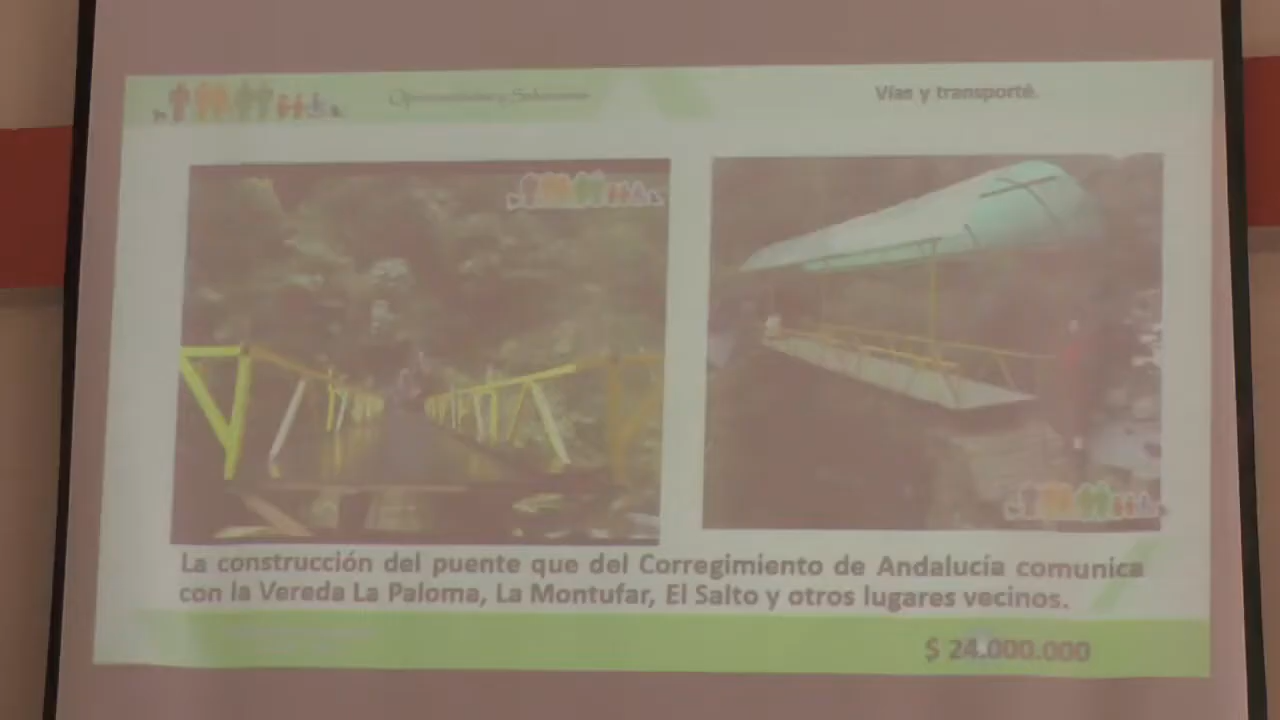 Vías y transporte.
La construcción del puente que del Corregimiento de Andalucía comunica
con la Vereda La Paloma, La Montufar, El Salto y otros lugares vecinos.
$ 24.000.000